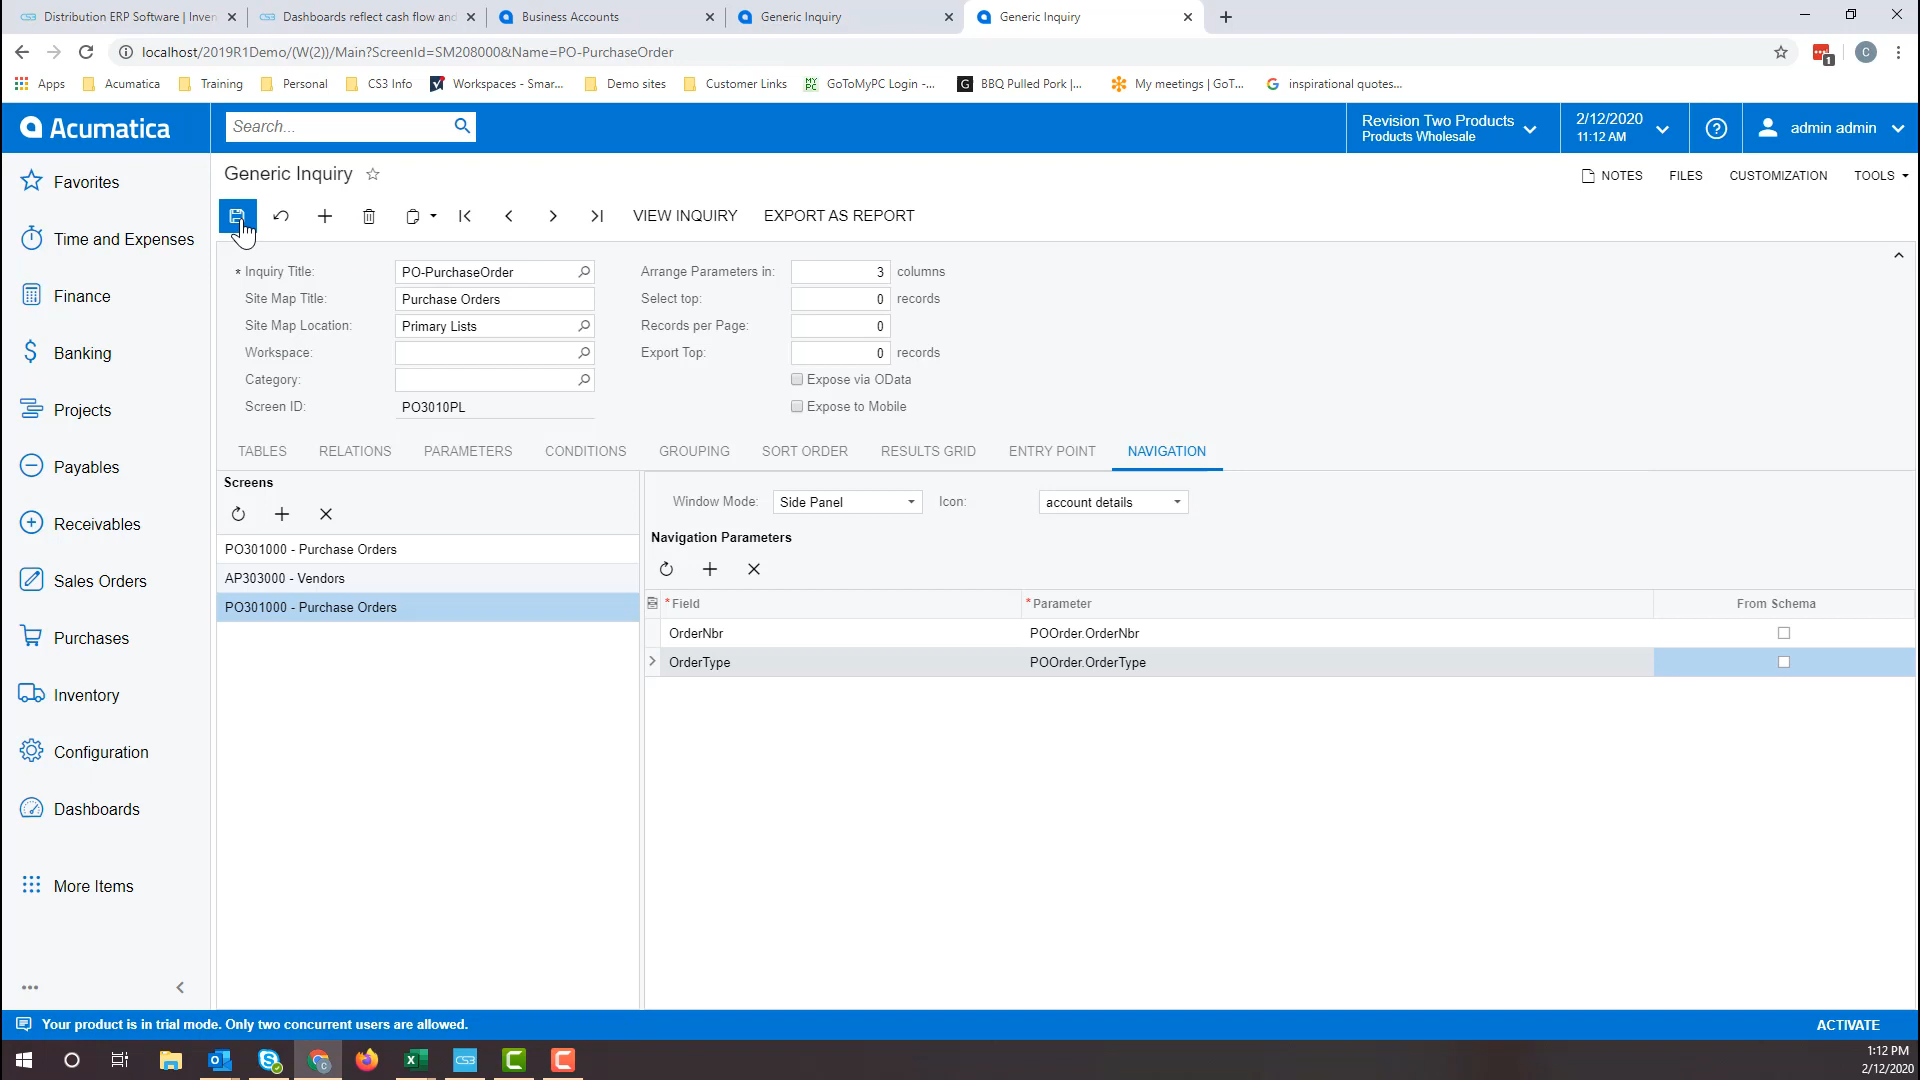 CS3 Distribution ERP Software | Inven
CS3 Dashboards reflect cash flow and
Business Accounts
Generic Inquiry
Generic Inquiry
localhost/2019R1Demo/(W(2))/Main?ScreenId=SM208000&Name=PO-PurchaseOrder
1
C
Apps
Acumatica
Training
Personal
CS3 Info
Workspaces - Smar...
Demo sites
Customer Links
MY PC GoToMyPC Login -...
G BBQ Pulled Pork |...
My meetings | GoT...
G inspirational quotes...
Acumatica
Search...
Revision Two Products
Products Wholesale
2/12/2020
11:12 AM
?
admin admin
Favorites
Time and Expenses
Finance
Banking
Projects
Payables
Receivables
Sales Orders
Purchases
Inventory
Configuration
Dashboards
More Items
Generic Inquiry
NOTES
FILES
CUSTOMIZATION
TOOLS
VIEW INQUIRY
EXPORT AS REPORT
* Inquiry Title: PO-PurchaseOrder
Site Map Title: Purchase Orders
Site Map Location: Primary Lists
Workspace:
Category:
Screen ID: PO3010PL
Arrange Parameters in: 3 columns
Select top: 0 records
Records per Page: 0
Export Top: 0 records
Expose via OData
Expose to Mobile
TABLES
RELATIONS
PARAMETERS
CONDITIONS
GROUPING
SORT ORDER
RESULTS GRID
ENTRY POINT
NAVIGATION
Screens
PO301000 - Purchase Orders
AP303000 - Vendors
PO301000 - Purchase Orders
Window Mode: Side Panel
Icon: account details
Navigation Parameters
* Field * Parameter From Schema
OrderNbr POOrder.OrderNbr
OrderType POOrder.OrderType
Your product is in trial mode. Only two concurrent users are allowed.
ACTIVATE
CS3
1:12 PM
2/12/2020